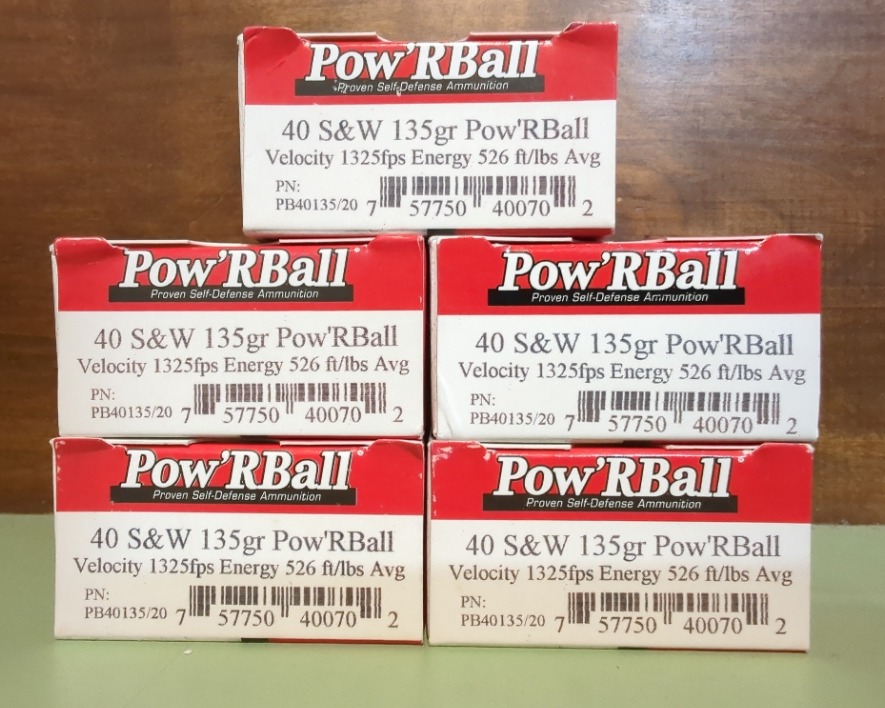 Pow'RBall
Proven Self-Defense Ammunition
40 S&W 135gr Pow'RBall
Velocity 1325fps Energy 526 ft/lbs Avg
PN:
PB40135/20 7 57750 40070 2
Pow'RBall
Proven Self-Defense Ammunition
40 S&W 135gr Pow'RBall
Velocity 1325fps Energy 526 ft/lbs Avg
PN:
PB40135/20 7 57750 40070 2
Pow'RBall
Proven Self-Defense Ammunition
40 S&W 135gr Pow'RBall
Velocity 1325fps Energy 526 ft/lbs Avg
PN:
PB40135/20 7 57750 40070 2
Pow'RBall
Proven Self-Defense Ammunition
40 S&W 135gr Pow'RBall
Velocity 1325fps Energy 526 ft/lbs Avg
PN:
PB40135/20 7 57750 40070 2
Pow'RBall
Proven Self-Defense Ammunition
40 S&W 135gr Pow'RBall
Velocity 1325fps Energy 526 ft/lbs Avg
PN:
PB40135/20 7 57750 40070 2